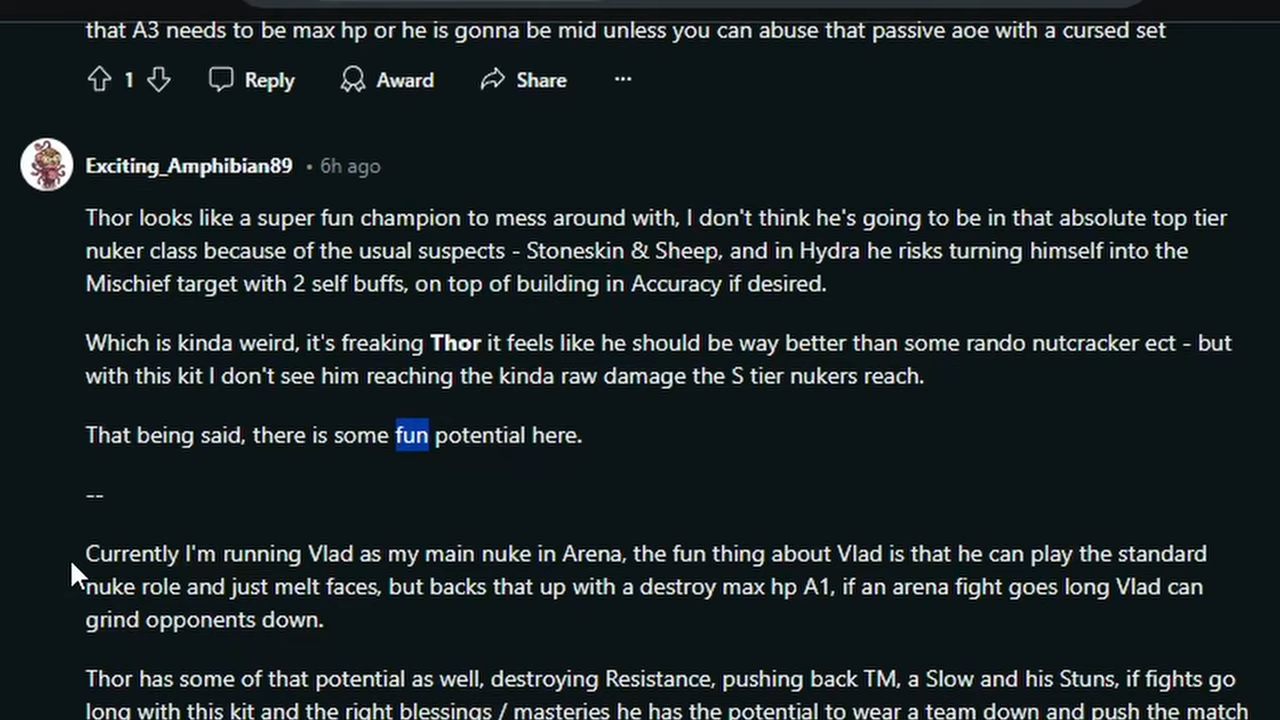 that A3 needs to be max hp or he is gonna be mid unless you can abuse that passive aoe with a cursed set
1 Reply Award Share ...
Exciting_Amphibian89 • 6h ago
Thor looks like a super fun champion to mess around with, I don't think he's going to be in that absolute top tier
nuker class because of the usual suspects - Stoneskin & Sheep, and in Hydra he risks turning himself into the
Mischief target with 2 self buffs, on top of building in Accuracy if desired.
Which is kinda weird, it's freaking Thor it feels like he should be way better than some rando nutcracker ect - but
with this kit I don't see him reaching the kinda raw damage the S tier nukers reach.
That being said, there is some fun potential here.
--
Currently I'm running Vlad as my main nuke in Arena, the fun thing about Vlad is that he can play the standard
nuke role and just melt faces, but backs that up with a destroy max hp A1, if an arena fight goes long Vlad can
grind opponents down.
Thor has some of that potential as well, destroying Resistance, pushing back TM, a Slow and his Stuns, if fights go
long with this kit and the right blessings / masteries he has the potential to wear a team down and push the match